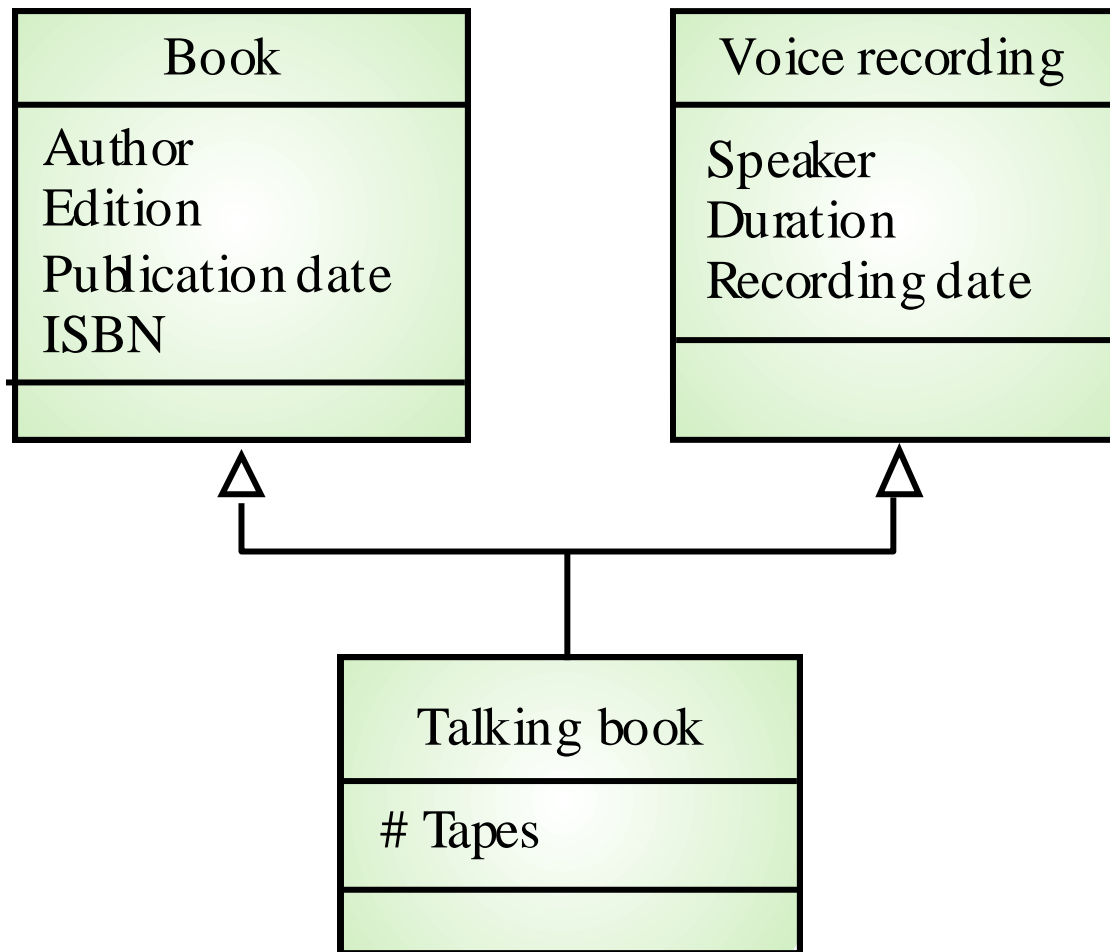 Book
Author
Edition
Publication date
ISBN
Voice recording
Speaker
Duration
Recording date
Talking book
# Tapes